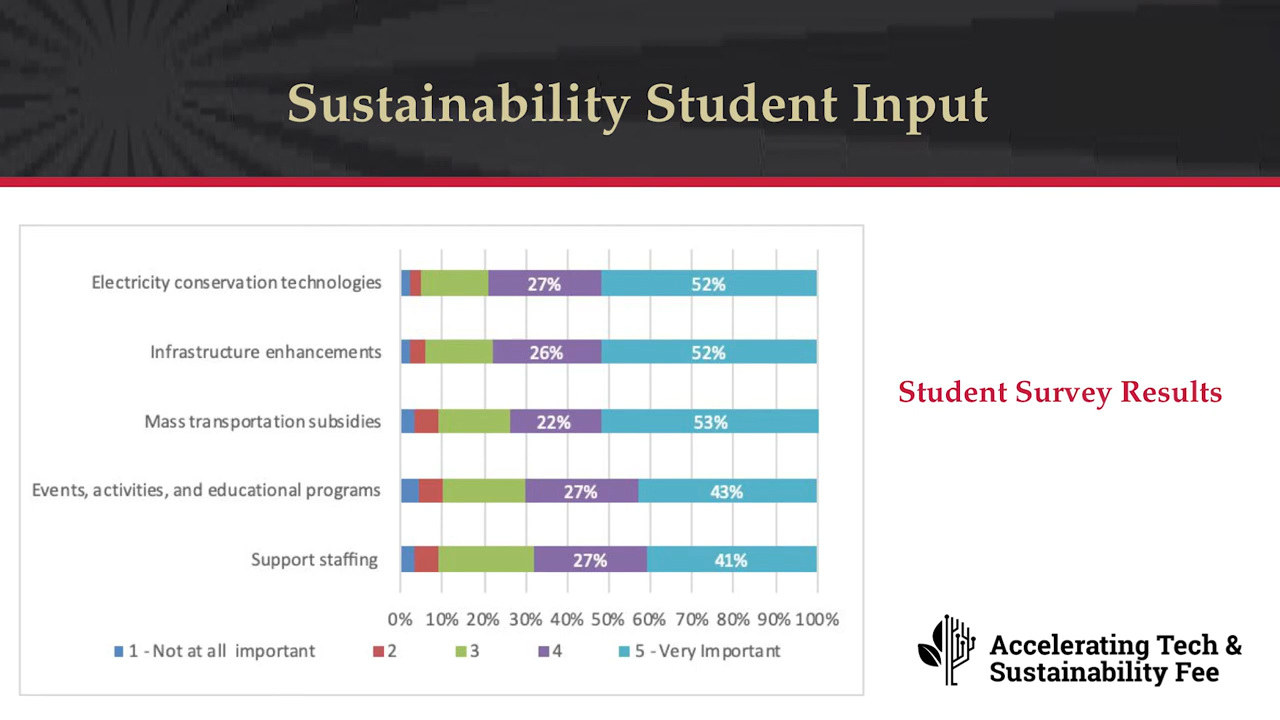 Sustainability Student Input
Electricity conservation technologies
27%
52%
Infrastructure enhancements
26%
52%
Mass transportation subsidies
22%
53%
Events, activities, and educational programs
27%
43%
Support staffing
27%
41%
0% 10% 20% 30% 40% 50% 60% 70% 80% 90% 100%
1 - Not at all important 2 3 4 5 - Very Important
Student Survey Results
Accelerating Tech &
Sustainability Fee